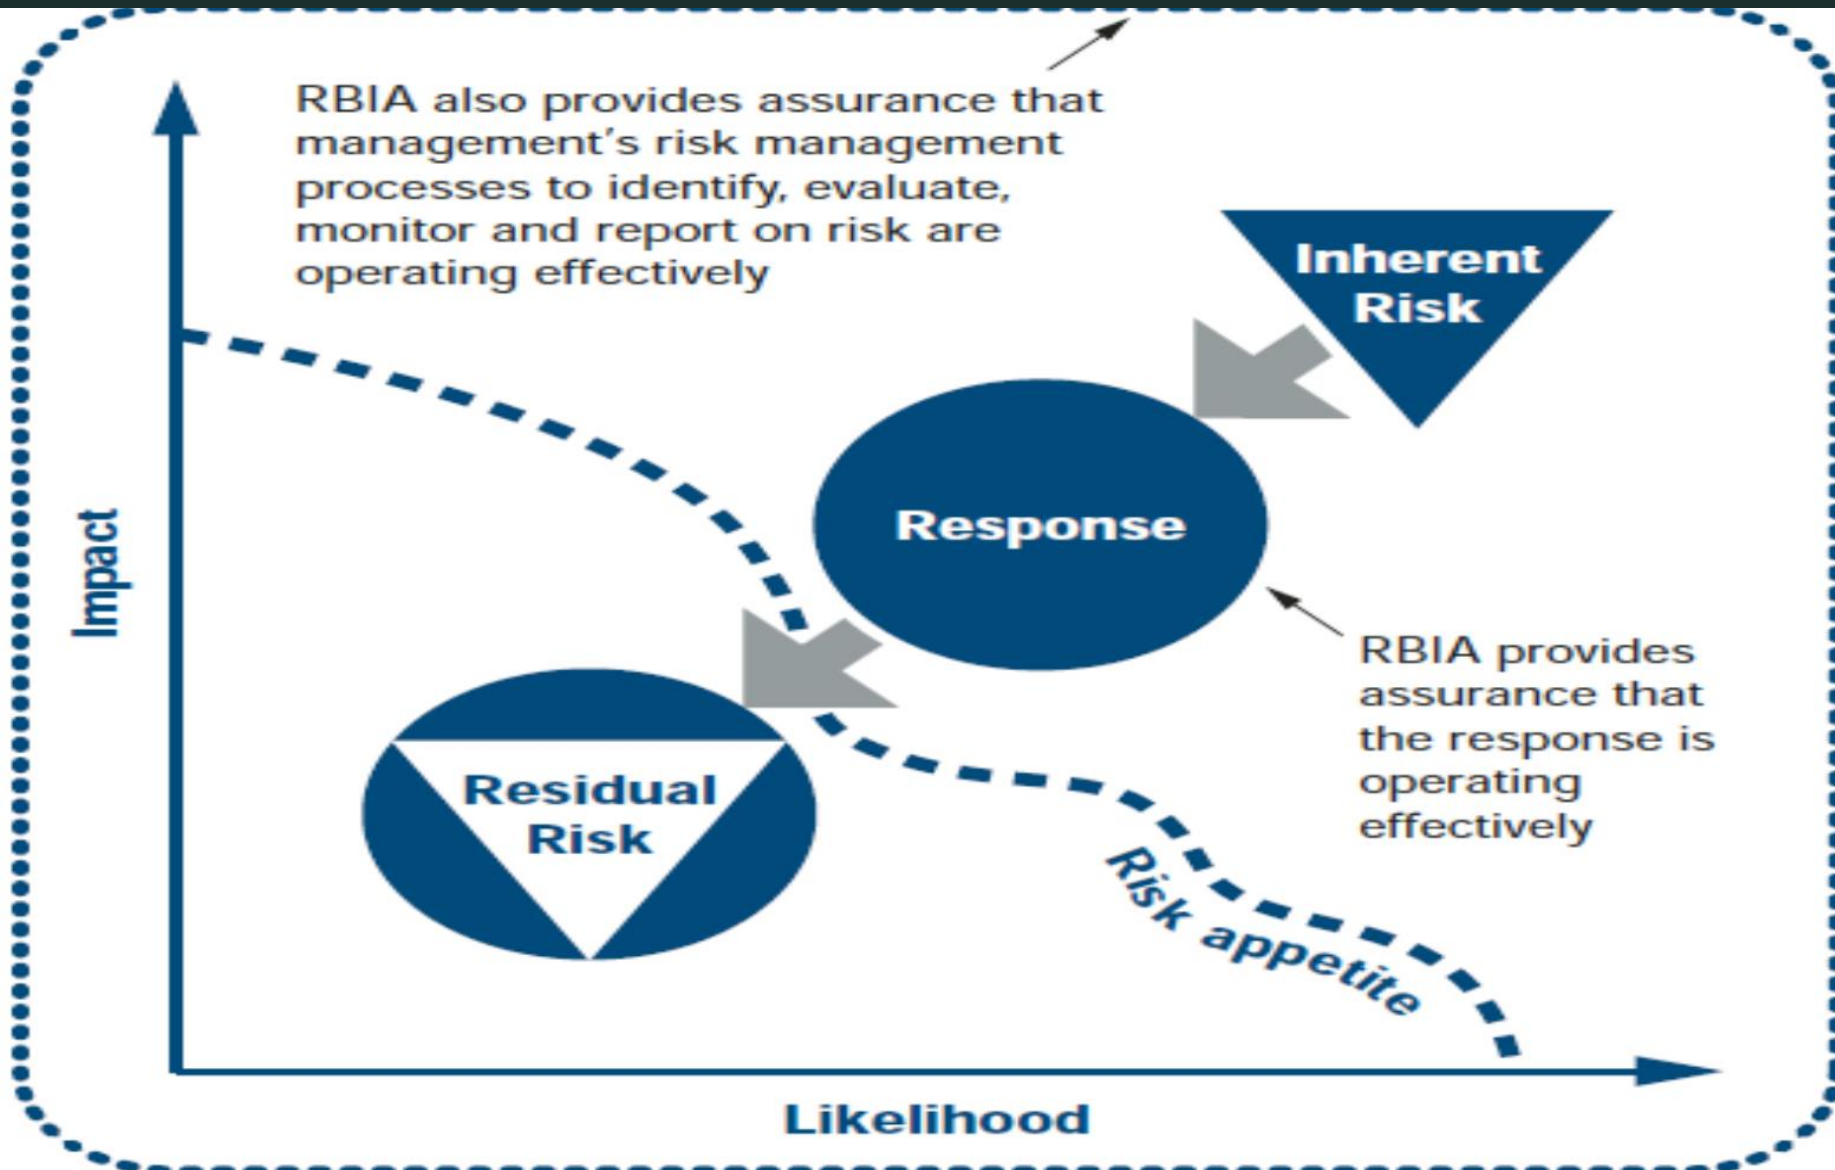 RBIA also provides assurance that
management's risk management
processes to identify, evaluate,
monitor and report on risk are
operating effectively
Inherent
Risk
Response
Impact
RBIA provides
assurance that
the response is
operating
effectively
Residual
Risk
Risk appetite
Likelihood